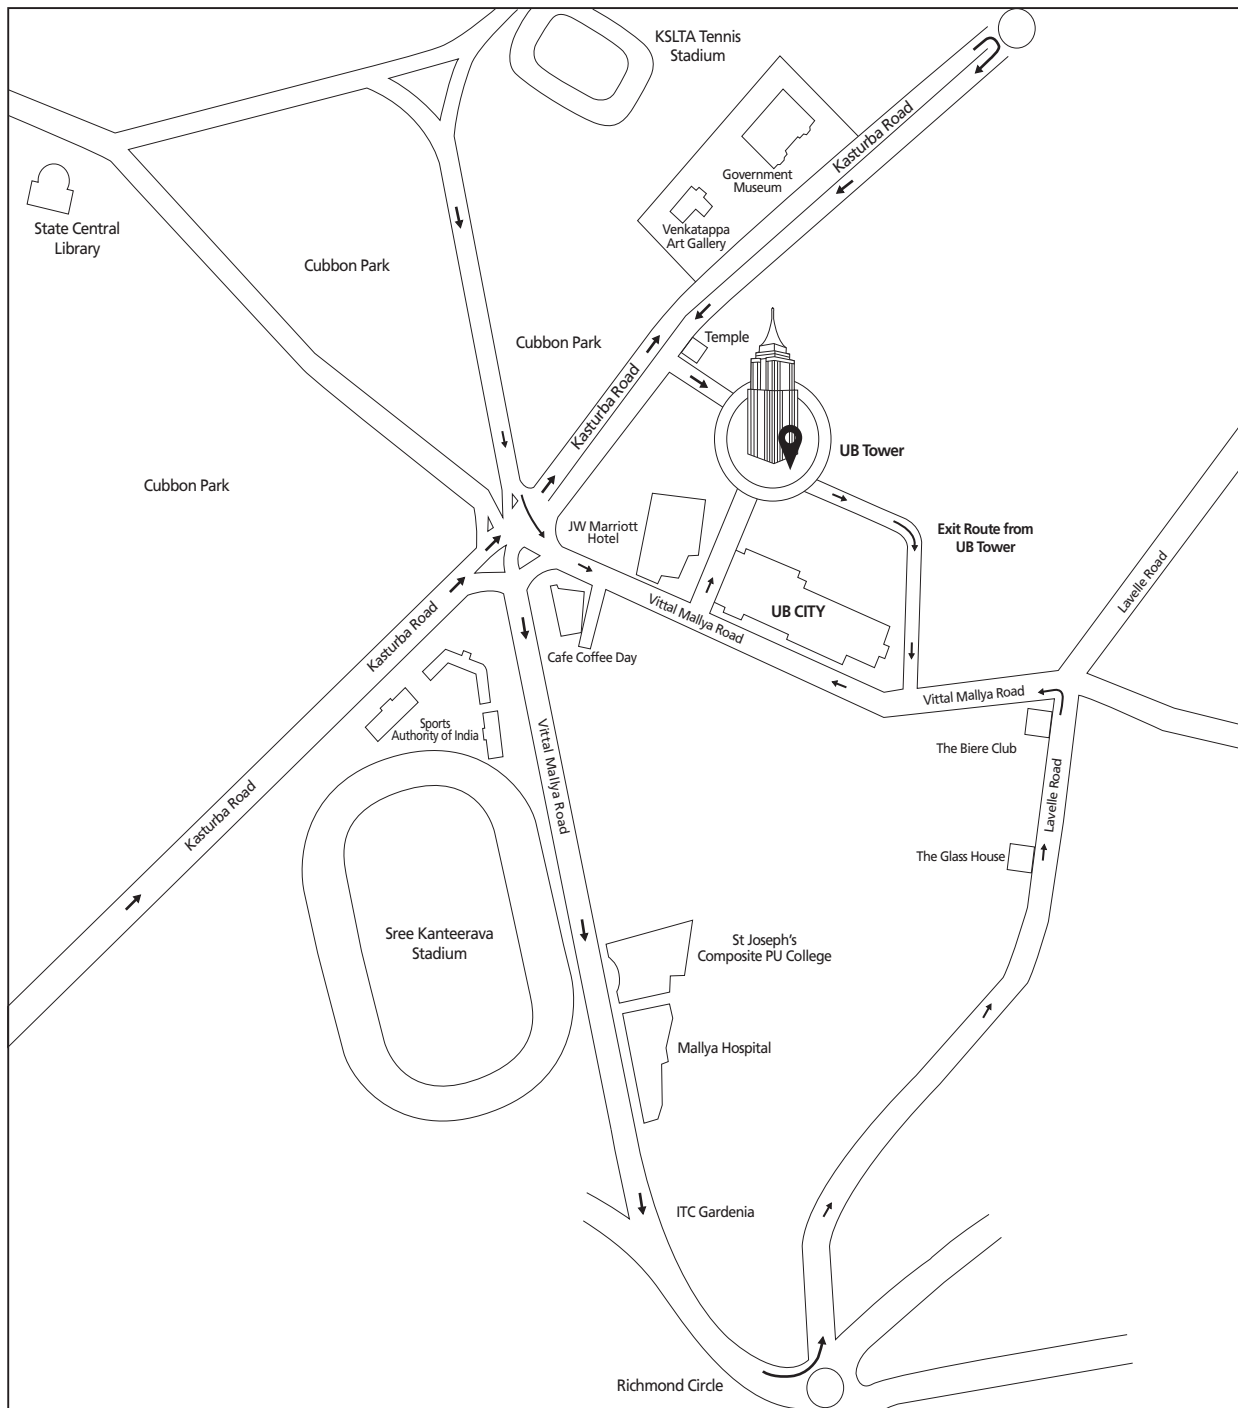 KSLTA Tennis
Stadium
Kasturba Road
Government
Museum
State Central
Library
Venkatappa
Art Gallery
Cubbon Park
Temple
Cubbon Park
Kasturba Road
UB Tower
Cubbon Park
JW Marriott
Hotel
Exit Route from
UB Tower
Lavelle Road
Vittal Mallya Road
UB CITY
Kasturba Road
Cafe Coffee Day
Vittal Mallya Road
Sports
Authority of India
Vittal Mallya Road
The Biere Club
Lavelle Road
Kasturba Road
The Glass House
Sree Kanteerava
Stadium
St Joseph's
Composite PU College
Mallya Hospital
ITC Gardenia
Richmond Circle